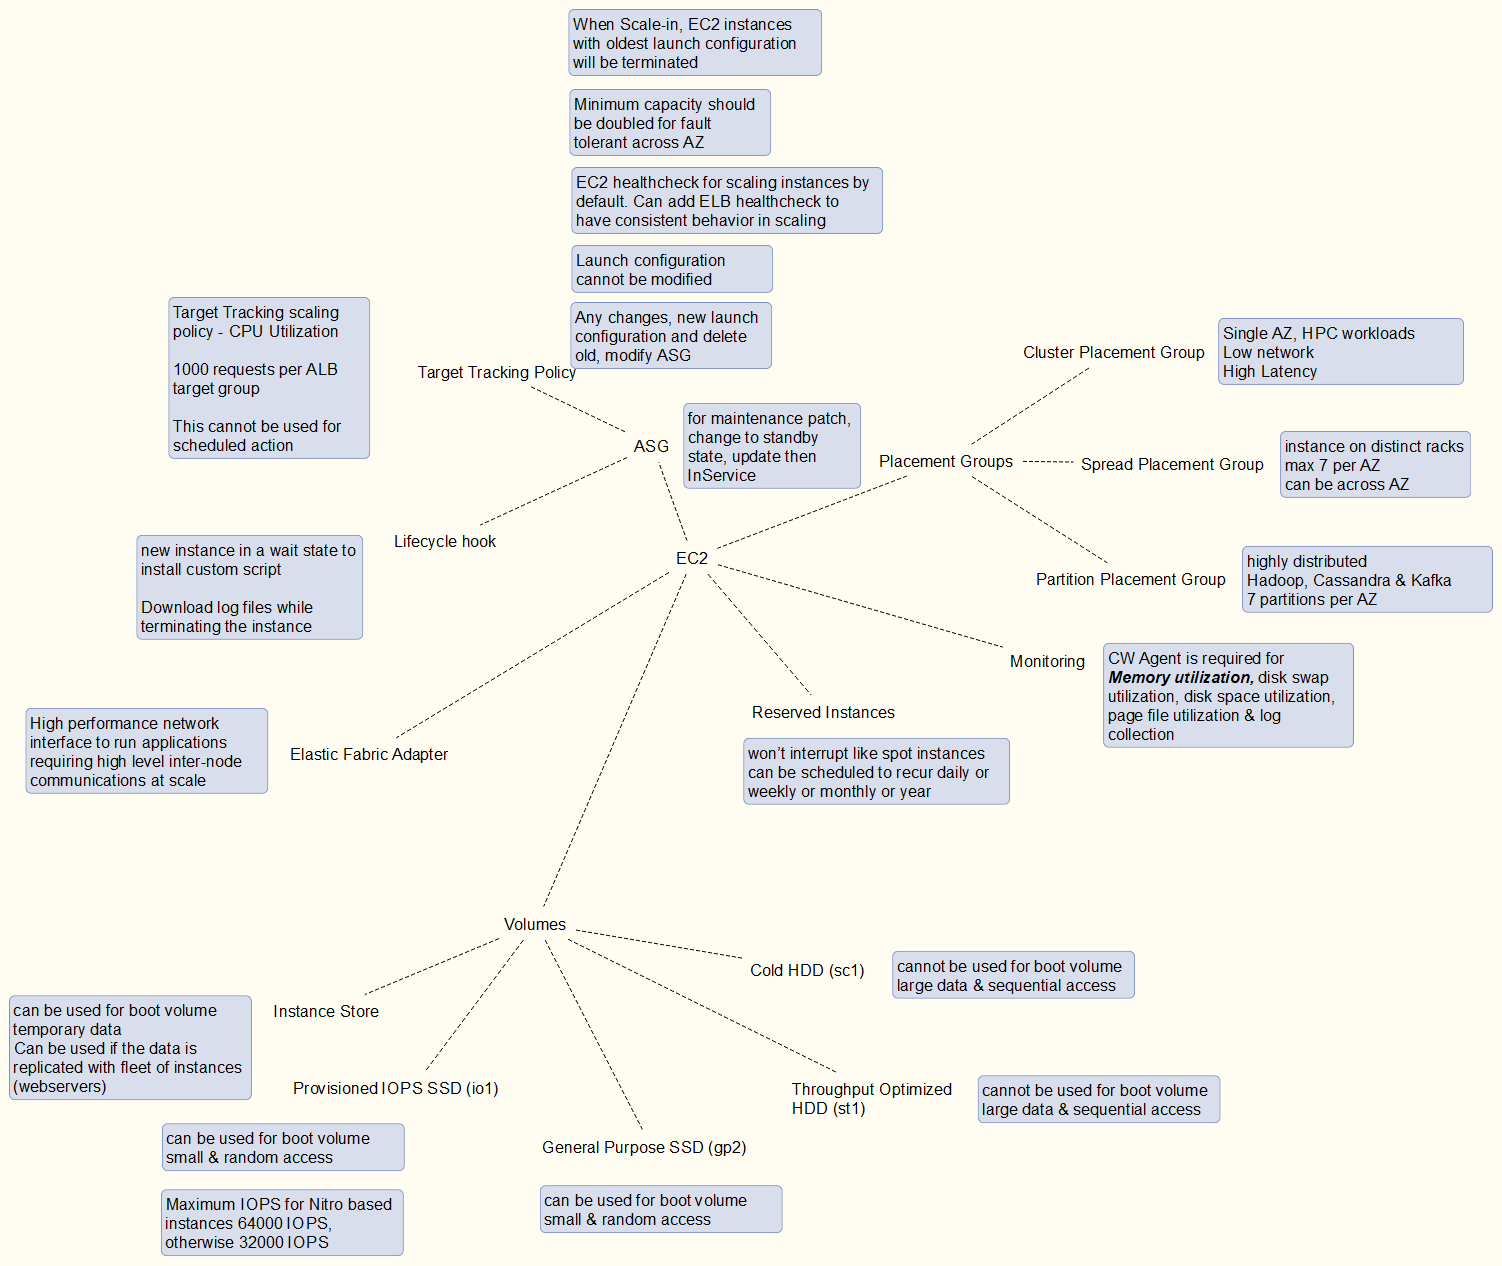 When Scale-in, EC2 instances
with oldest launch configuration
will be terminated
Minimum capacity should
be doubled for fault
tolerant across AZ
EC2 healthcheck for scaling instances by
default. Can add ELB healthcheck to
have consistent behavior in scaling
Launch configuration
cannot be modified
Any changes, new launch
configuration and delete
old, modify ASG
Target Tracking scaling
policy - CPU Utilization
1000 requests per ALB
target group
This cannot be used for
scheduled action
Target Tracking Policy
ASG
for maintenance patch,
change to standby
state, update then
InService
Cluster Placement Group
Single AZ, HPC workloads
Low network
High Latency
Placement Groups
Spread Placement Group
instance on distinct racks
max 7 per AZ
can be across AZ
Lifecycle hook
new instance in a wait state to
install custom script
Download log files while
terminating the instance
EC2
Partition Placement Group
highly distributed
Hadoop, Cassandra & Kafka
7 partitions per AZ
Monitoring
CW Agent is required for
Memory utilization, disk swap
utilization, disk space utilization,
page file utilization & log
collection
Reserved Instances
won't interrupt like spot instances
can be scheduled to recur daily or
weekly or monthly or year
High performance network
interface to run applications
requiring high level inter-node
communications at scale
Elastic Fabric Adapter
Volumes
Cold HDD (sc1)
cannot be used for boot volume
large data & sequential access
Instance Store
can be used for boot volume
temporary data
Can be used if the data is
replicated with fleet of instances
(webservers)
Provisioned IOPS SSD (io1)
can be used for boot volume
small & random access
Maximum IOPS for Nitro based
instances 64000 IOPS,
otherwise 32000 IOPS
General Purpose SSD (gp2)
can be used for boot volume
small & random access
Throughput Optimized
HDD (st1)
cannot be used for boot volume
large data & sequential access